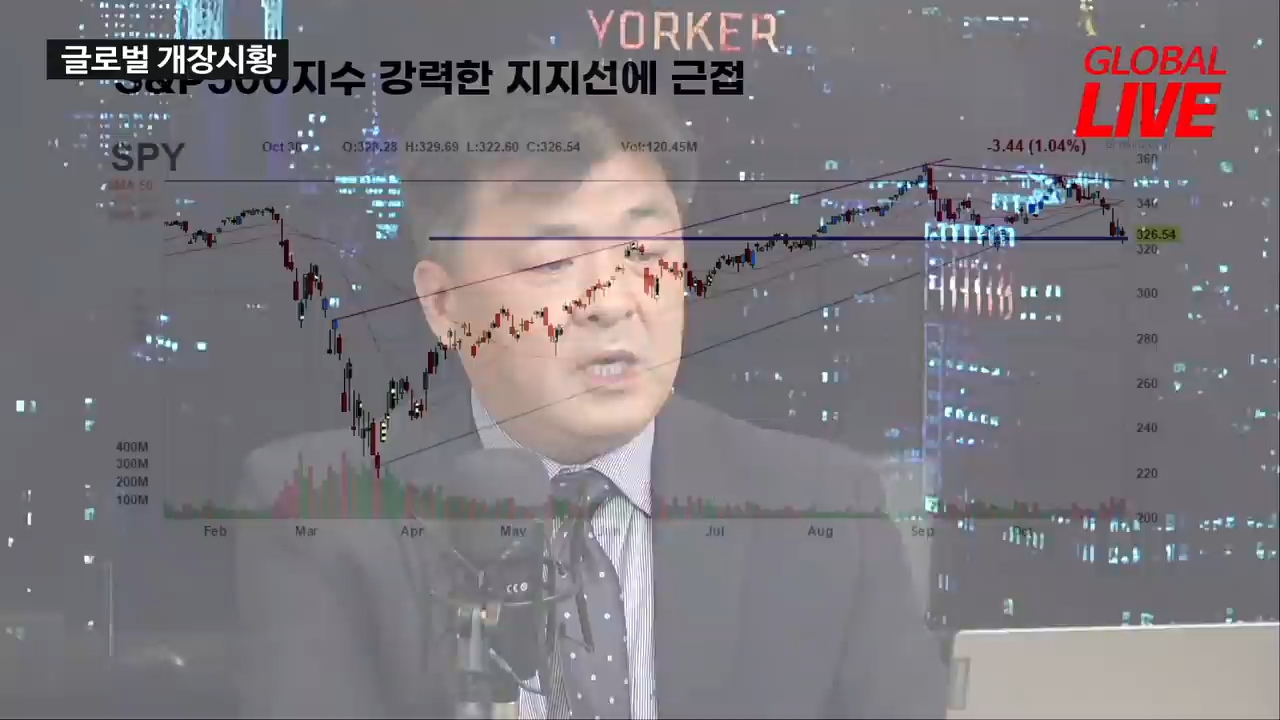 YORKER
글로벌 개장시황
S&P500지수 강력한 지지선에 근접
GLOBAL
LIVE
SPY
Oct 30 O:328.28 H:329.69 L:322.60 C:326.54 Vol:120.45M
-3.44 (1.04%)
360
340
326.54
320
300
280
260
240
220
200
400M
300M
200M
100M
Feb Mar Apr May Jun Jul Aug Sep Oct